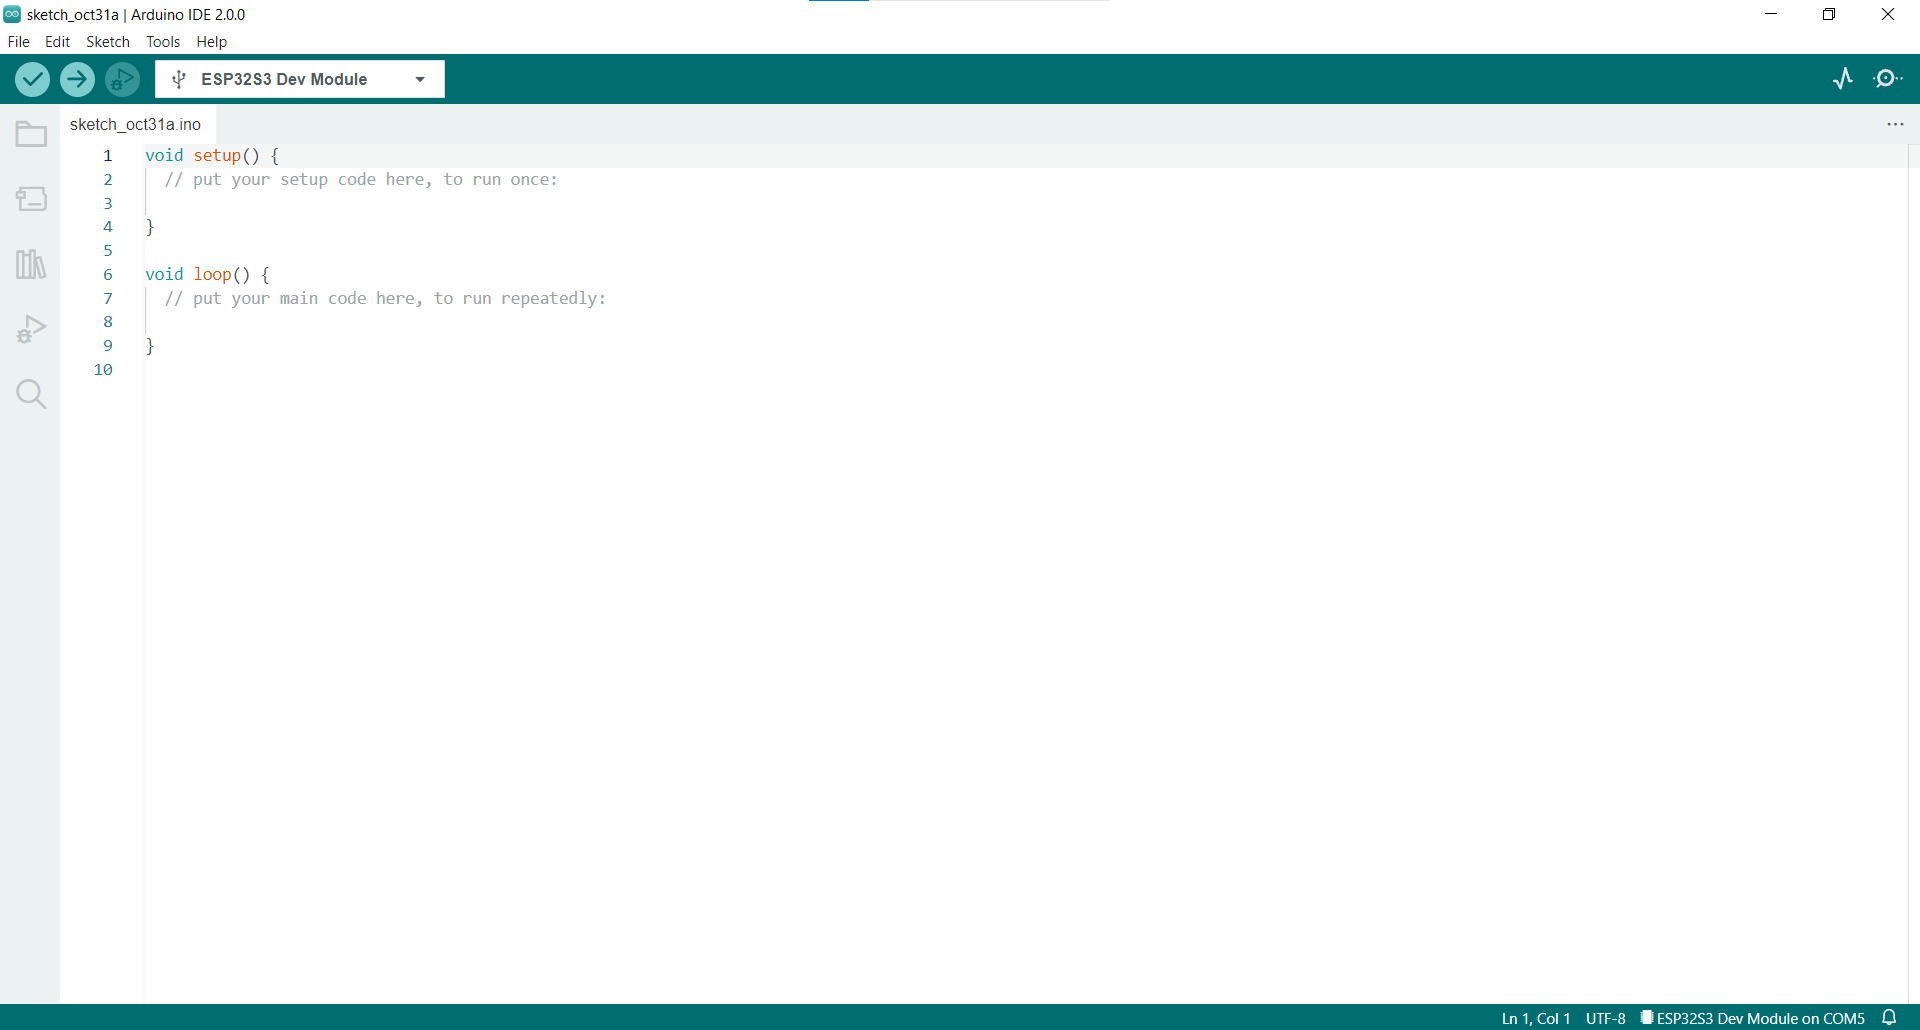 sketch_oct31a | Arduino IDE 2.0.0
File Edit Sketch Tools Help
ESP32S3 Dev Module
sketch_oct31a.ino
1 void setup() {
2 // put your setup code here, to run once:
3
4 }
5
6 void loop() {
7 // put your main code here, to run repeatedly:
8
9 }
10
Ln 1, Col 1 UTF-8 ESP32S3 Dev Module on COM5